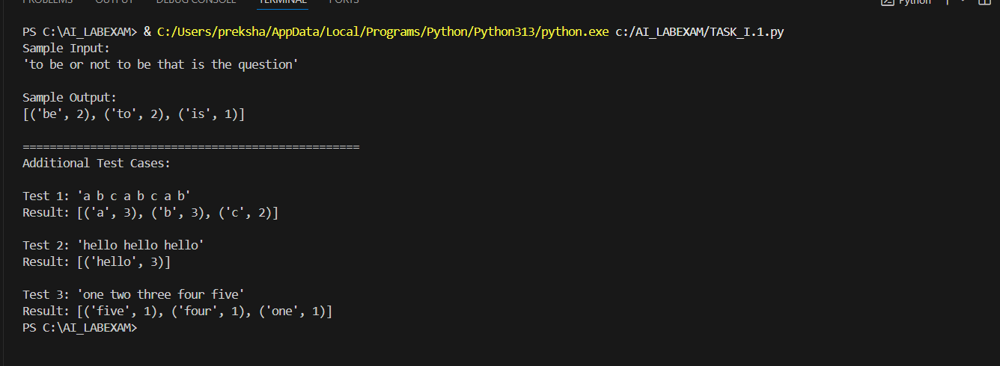 PROBLEMS OUTPUT DEBUG CONSOLE TERMINAL PORTS Python
PS C:\AI_LABEXAM> & C:/Users/preksha/AppData/Local/Programs/Python/Python313/python.exe c:/AI_LABEXAM/TASK_I.1.py
Sample Input:
'to be or not to be that is the question'
Sample Output:
[('be', 2), ('to', 2), ('is', 1)]
==================================================
Additional Test Cases:
Test 1: 'a b c a b c a b'
Result: [('a', 3), ('b', 3), ('c', 2)]
Test 2: 'hello hello hello'
Result: [('hello', 3)]
Test 3: 'one two three four five'
Result: [('five', 1), ('four', 1), ('one', 1)]
PS C:\AI_LABEXAM>